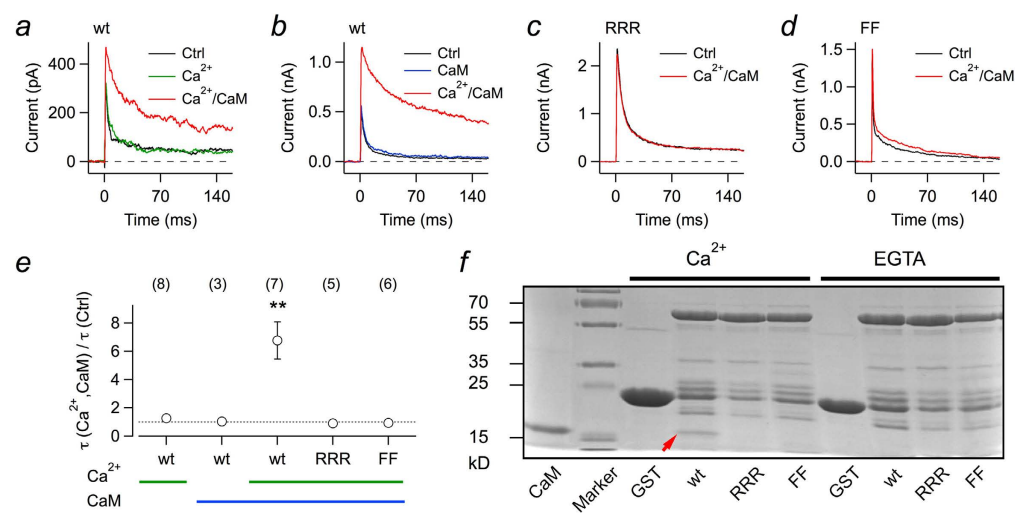 a
wt
Ctrl
Ca2+
Ca2+/CaM
Current (pA)
400
200
0
0 70 140
Time (ms)
b
wt
Ctrl
CaM
Ca2+/CaM
Current (nA)
1.0
0.5
0.0
0 70 140
Time (ms)
c
RRR
Ctrl
Ca2+/CaM
Current (nA)
2
1
0
0 70 140
Time (ms)
d
FF
Ctrl
Ca2+/CaM
Current (nA)
1.5
1.0
0.5
0.0
0 70 140
Time (ms)
e
(8) (3) (7) (5) (6)
**
τ (Ca2+,CaM) / τ (Ctrl)
8
6
4
2
0
wt wt wt RRR FF
Ca2+
CaM
f
Ca2+ EGTA
70
55
35
25
15
kD
CaM Marker GST wt RRR FF GST wt RRR FF